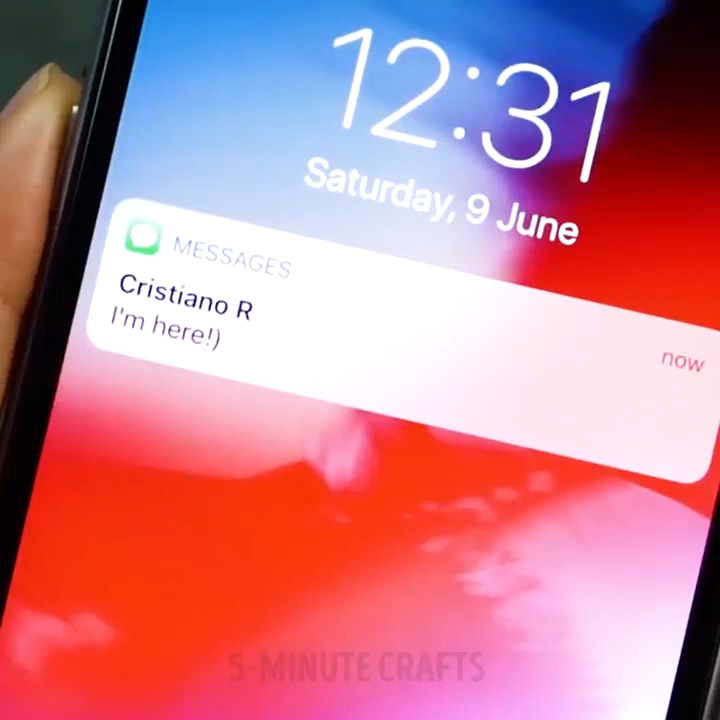 12:31
Saturday, 9 June
MESSAGES
now
Cristiano R
I'm here!)
5-MINUTE CRAFTS